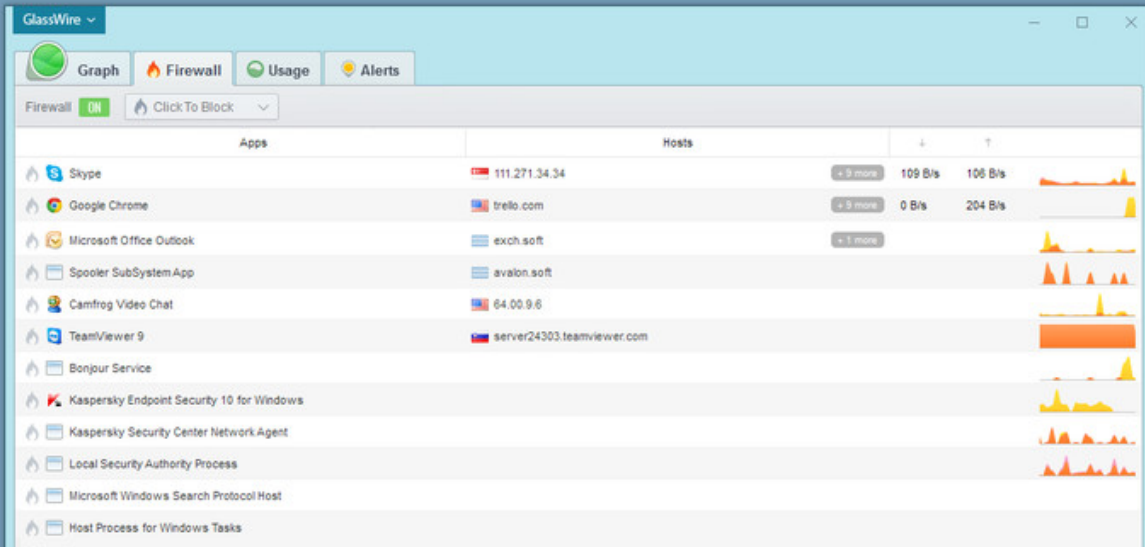 GlassWire
Graph Firewall Usage Alerts
Firewall ON Click To Block
Apps Hosts ↓ ↑
Skype 111.271.34.34 + 9 more 109 B/s 106 B/s
Google Chrome trello.com + 9 more 0 B/s 204 B/s
Microsoft Office Outlook exch.soft + 1 more
Spooler SubSystem App avalon.soft
Camfrog Video Chat 64.00.9.6
TeamViewer 9 server24303.teamviewer.com
Bonjour Service
Kaspersky Endpoint Security 10 for Windows
Kaspersky Security Center Network Agent
Local Security Authority Process
Microsoft Windows Search Protocol Host
Host Process for Windows Tasks